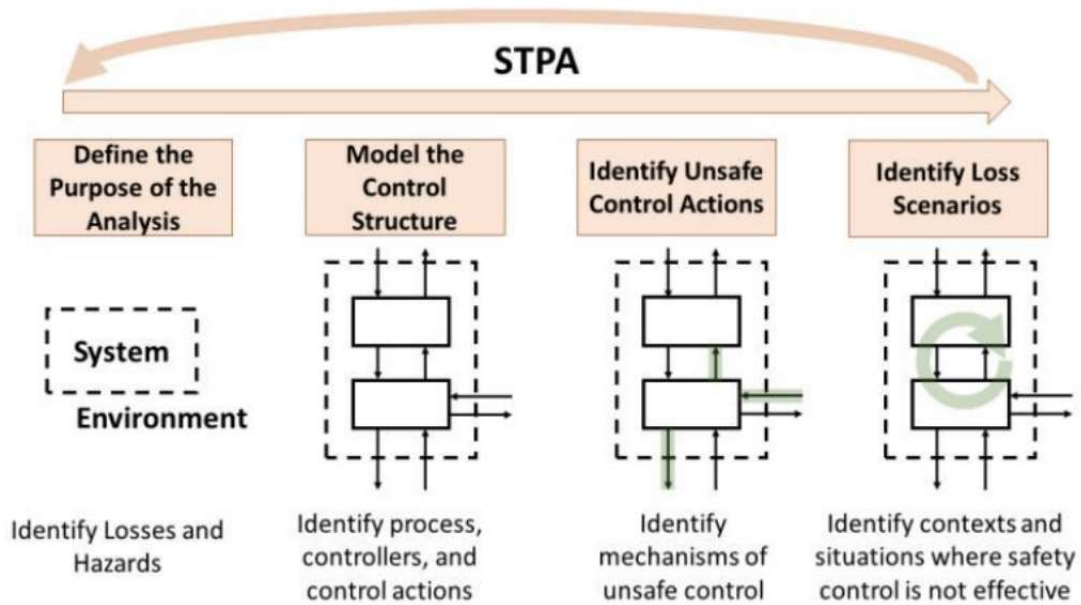 STPA
Define the
Purpose of the
Analysis
Model the
Control
Structure
Identify Unsafe
Control Actions
Identify Loss
Scenarios
System
Environment
Identify Losses and
Hazards
Identify process,
controllers, and
control actions
Identify
mechanisms of
unsafe control
Identify contexts and
situations where safety
control is not effective